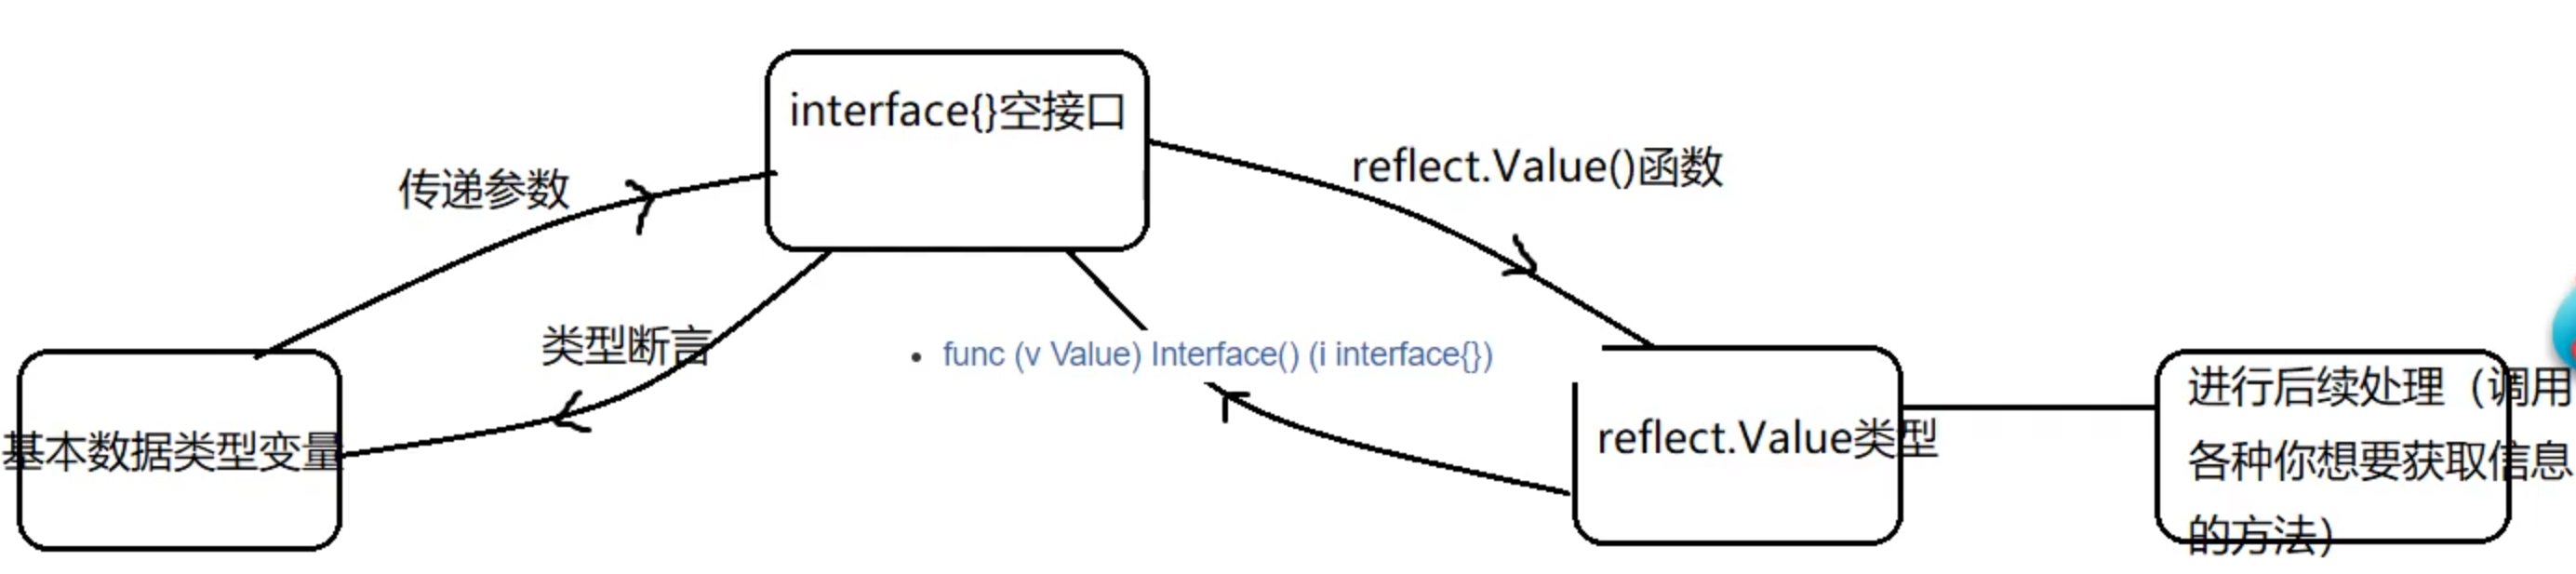 interface{}空接口
传递参数
reflect.Value()函数
类型断言
• func (v Value) Interface() (i interface{})
基本数据类型变量
reflect.Value类型
进行后续处理（调用
各种你想要获取信息
的方法）